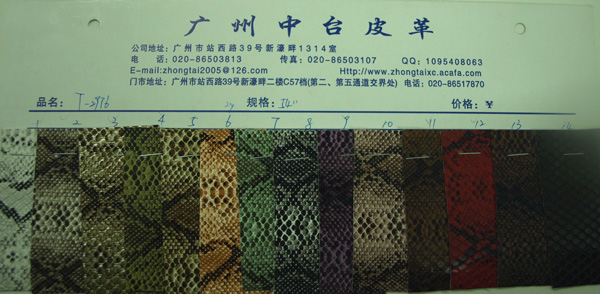 广州中台皮革
公司地址：广州市站西路39号新濠畔1314室
电　话：020-86503813　传真：020-86503107　QQ：1095408063
E-mail:zhongtai2005@126.com　Http://www.zhongtaixc.acafa.com
门市地址：广州市站西路39号新濠畔二楼C57档(第二、第五通道交界处) 电话：020-86517870
品名：　规格：54"　价格：¥
1 2 3 4 5 6 7 8 9 10 11 12 13 14